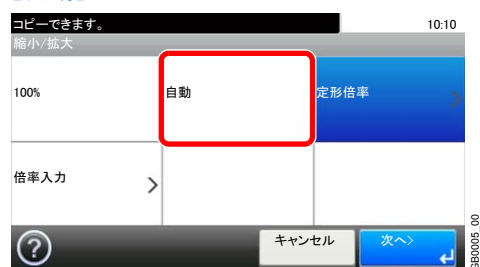 コピーできます。 10:10
縮小/拡大
100% 自動 定形倍率
倍率入力
キャンセル 次へ>
GB0005_00